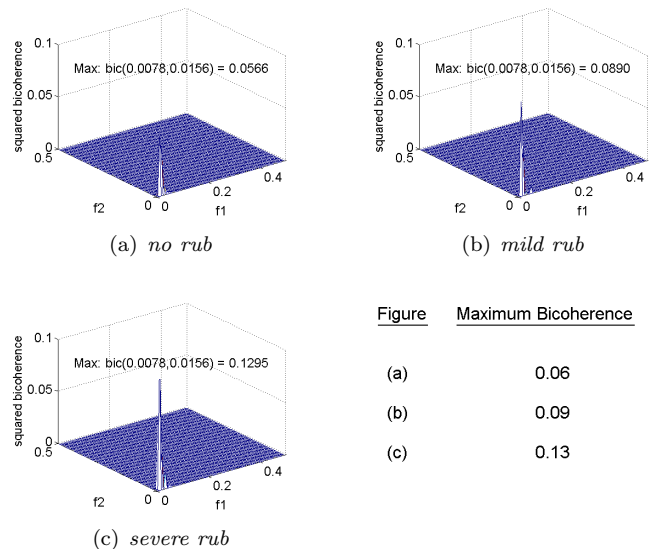 0.1
Max: bic(0.0078,0.0156) = 0.0566
0.05
squared bicoherence
0
0.5
0.4
0.2
f2
0 0
f1
(a) no rub
0.1
Max: bic(0.0078,0.0156) = 0.0890
0.05
squared bicoherence
0
0.5
0.4
0.2
f2
0 0
f1
(b) mild rub
0.1
Max: bic(0.0078,0.0156) = 0.1295
0.05
squared bicoherence
0
0.5
0.4
0.2
f2
0 0
f1
(c) severe rub
Figure Maximum Bicoherence
(a) 0.06
(b) 0.09
(c) 0.13